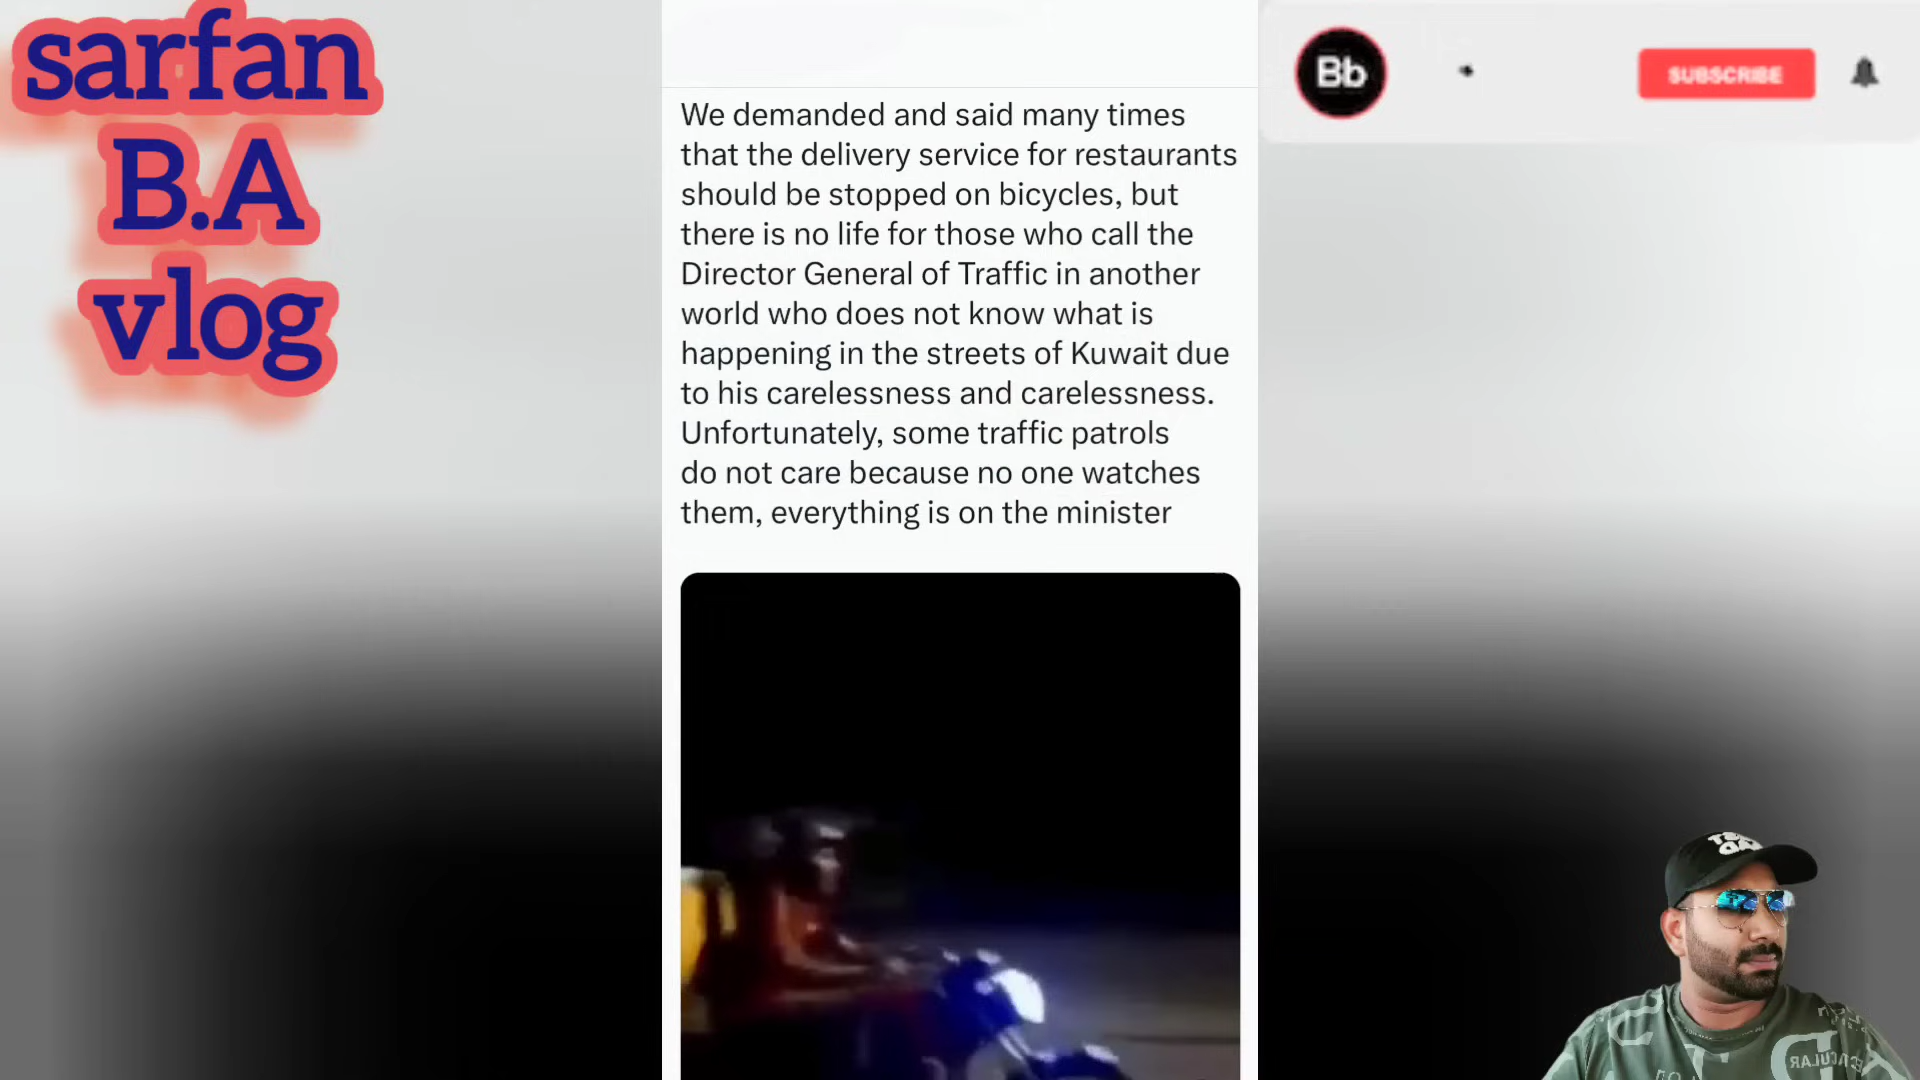 sarfan
B.A
vlog
We demanded and said many times
that the delivery service for restaurants
should be stopped on bicycles, but
there is no life for those who call the
Director General of Traffic in another
world who does not know what is
happening in the streets of Kuwait due
to his carelessness and carelessness.
Unfortunately, some traffic patrols
do not care because no one watches
them, everything is on the minister
Bb
SUBSCRIBE